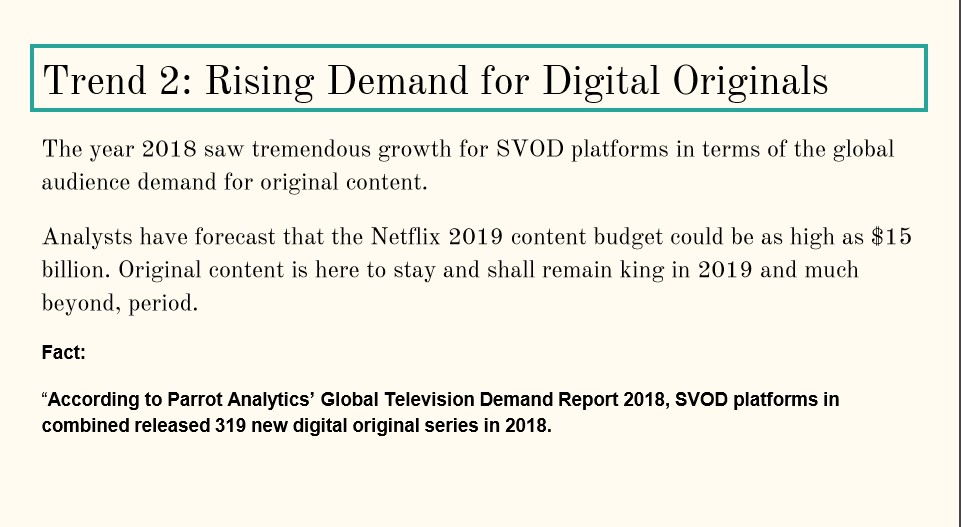 Trend 2: Rising Demand for Digital Originals
The year 2018 saw tremendous growth for SVOD platforms in terms of the global
audience demand for original content.
Analysts have forecast that the Netflix 2019 content budget could be as high as $15
billion. Original content is here to stay and shall remain king in 2019 and much
beyond, period.
Fact:
“According to Parrot Analytics’ Global Television Demand Report 2018, SVOD platforms in
combined released 319 new digital original series in 2018.